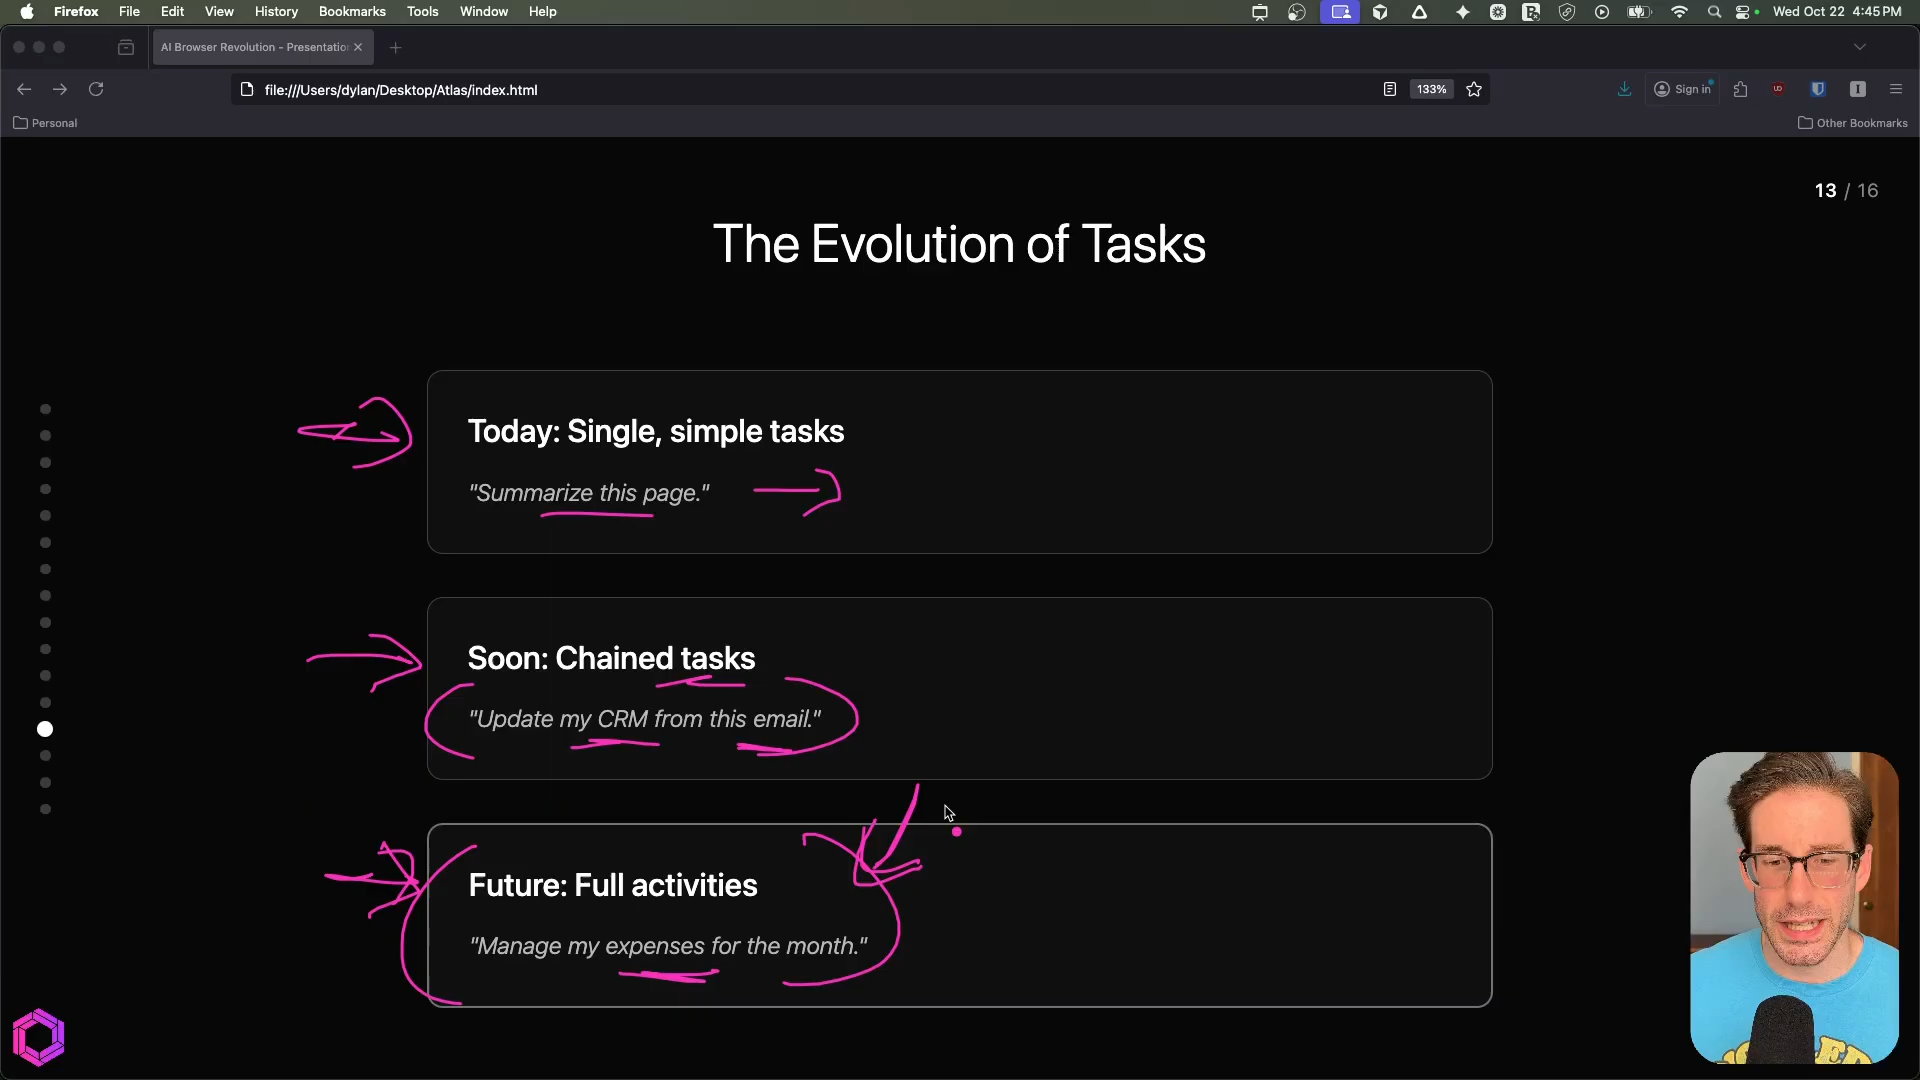 Firefox File Edit View History Bookmarks Tools Window Help Wed Oct 22 4:45 PM
AI Browser Revolution - Presentatio
file:///Users/dylan/Desktop/Atlas/index.html 133% Sign in
Personal Other Bookmarks
13 / 16
The Evolution of Tasks
Today: Single, simple tasks
"Summarize this page."
Soon: Chained tasks
"Update my CRM from this email."
Future: Full activities
"Manage my expenses for the month."